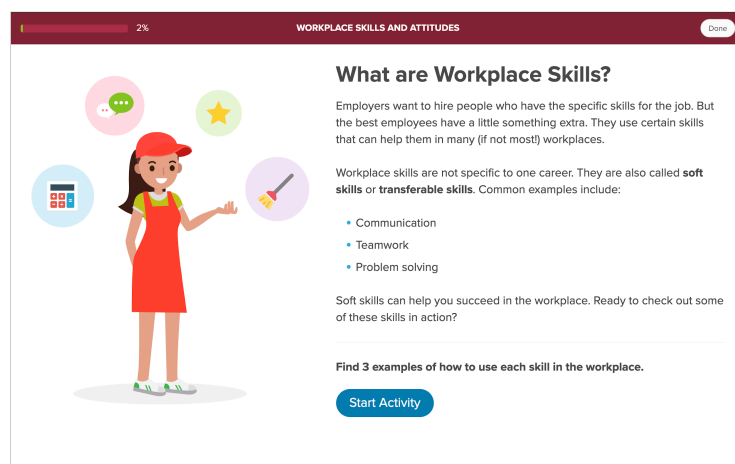 2%
WORKPLACE SKILLS AND ATTITUDES
Done
What are Workplace Skills?
Employers want to hire people who have the specific skills for the job. But
the best employees have a little something extra. They use certain skills
that can help them in many (if not most!) workplaces.
Workplace skills are not specific to one career. They are also called soft
skills or transferable skills. Common examples include:
• Communication
• Teamwork
• Problem solving
Soft skills can help you succeed in the workplace. Ready to check out some
of these skills in action?
Find 3 examples of how to use each skill in the workplace.
Start Activity